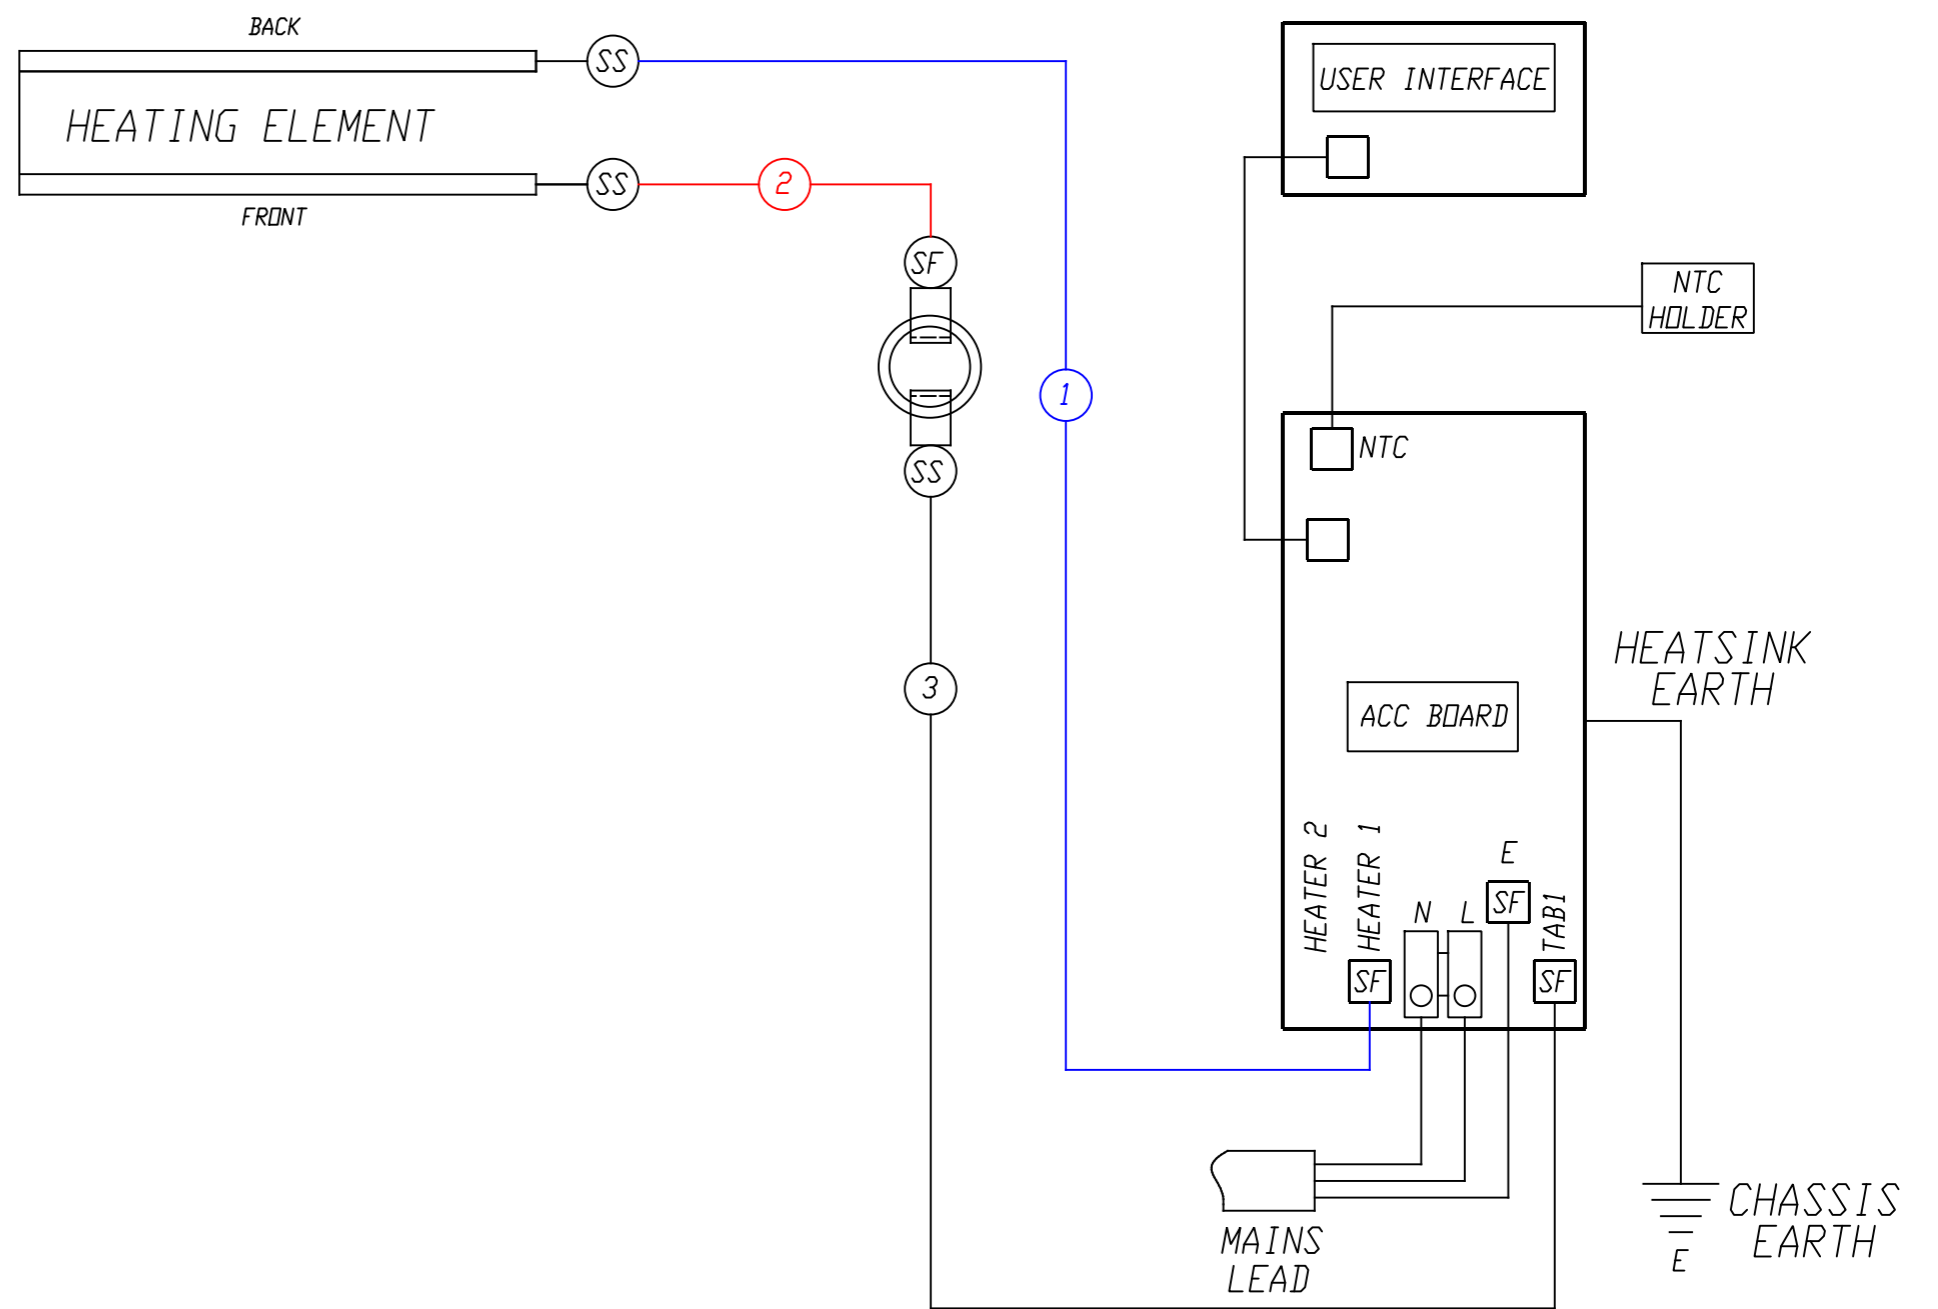 BACK
SS
USER INTERFACE
HEATING ELEMENT
SS
2
FRONT
SF
NTC
HOLDER
1
NTC
SS
HEATSINK
EARTH
3
ACC BOARD
HEATER 2
HEATER 1
N
L
E
SF
TAB1
SF
SF
MAINS
LEAD
CHASSIS
EARTH
E